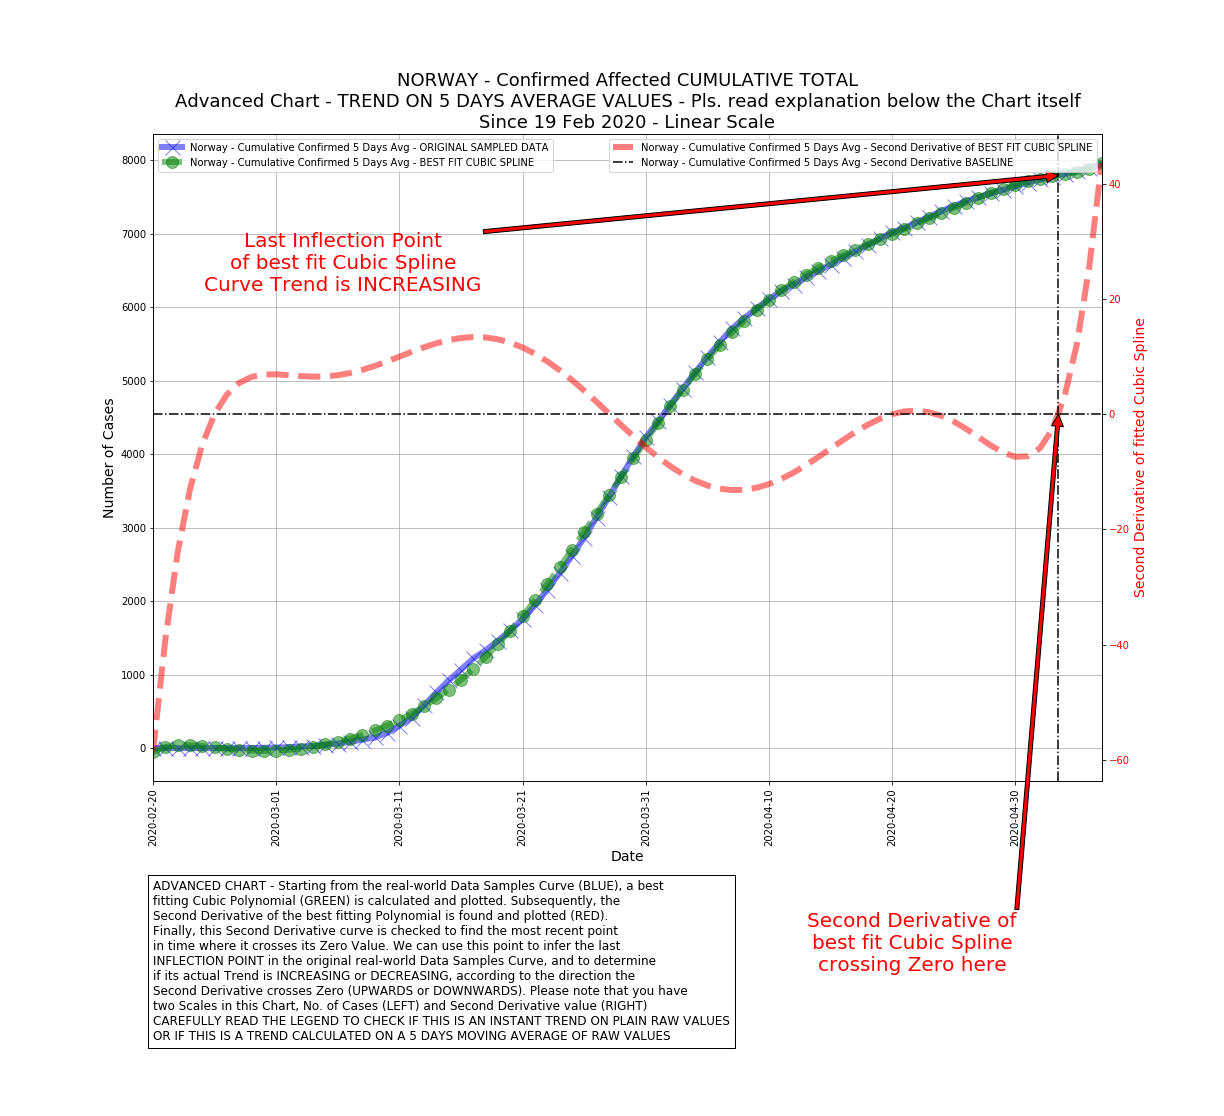 NORWAY - Confirmed Affected CUMULATIVE TOTAL
Advanced Chart - TREND ON 5 DAYS AVERAGE VALUES - Pls. read explanation below the Chart itself
Since 19 Feb 2020 - Linear Scale
Norway - Cumulative Confirmed 5 Days Avg - ORIGINAL SAMPLED DATA
Norway - Cumulative Confirmed 5 Days Avg - BEST FIT CUBIC SPLINE
Norway - Cumulative Confirmed 5 Days Avg - Second Derivative of BEST FIT CUBIC SPLINE
Norway - Cumulative Confirmed 5 Days Avg - Second Derivative BASELINE
Last Inflection Point
of best fit Cubic Spline
Curve Trend is INCREASING
Number of Cases
8000
7000
6000
5000
4000
3000
2000
1000
0
40
20
0
−20
−40
−60
Second Derivative of fitted Cubic Spline
2020-02-20
2020-03-01
2020-03-11
2020-03-21
2020-03-31
2020-04-10
2020-04-20
2020-04-30
Date
Second Derivative of
best fit Cubic Spline
crossing Zero here
ADVANCED CHART - Starting from the real-world Data Samples Curve (BLUE), a best
fitting Cubic Polynomial (GREEN) is calculated and plotted. Subsequently, the
Second Derivative of the best fitting Polynomial is found and plotted (RED).
Finally, this Second Derivative curve is checked to find the most recent point
in time where it crosses its Zero Value. We can use this point to infer the last
INFLECTION POINT in the original real-world Data Samples Curve, and to determine
if its actual Trend is INCREASING or DECREASING, according to the direction the
Second Derivative crosses Zero (UPWARDS or DOWNWARDS). Please note that you have
two Scales in this Chart, No. of Cases (LEFT) and Second Derivative value (RIGHT)
CAREFULLY READ THE LEGEND TO CHECK IF THIS IS AN INSTANT TREND ON PLAIN RAW VALUES
OR IF THIS IS A TREND CALCULATED ON A 5 DAYS MOVING AVERAGE OF RAW VALUES